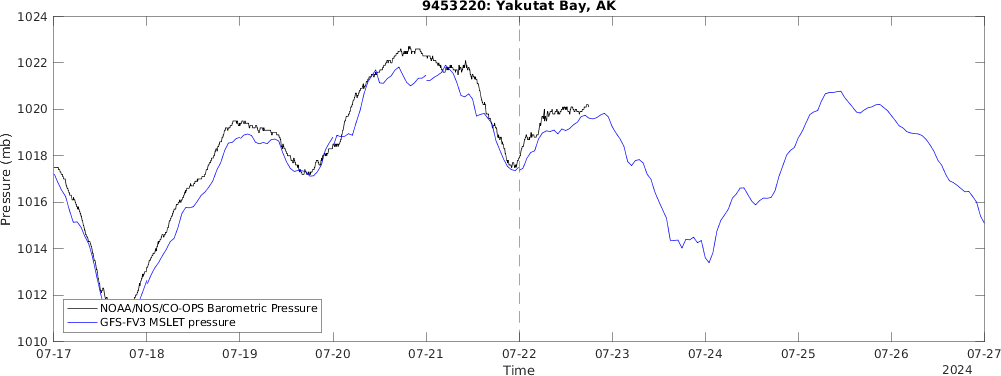 9453220: Yakutat Bay, AK
Pressure (mb)
1024
1022
1020
1018
1016
1014
1012
1010
NOAA/NOS/CO-OPS Barometric Pressure
GFS-FV3 MSLET pressure
07-17 07-18 07-19 07-20 07-21 07-22 07-23 07-24 07-25 07-26 07-27
Time
2024